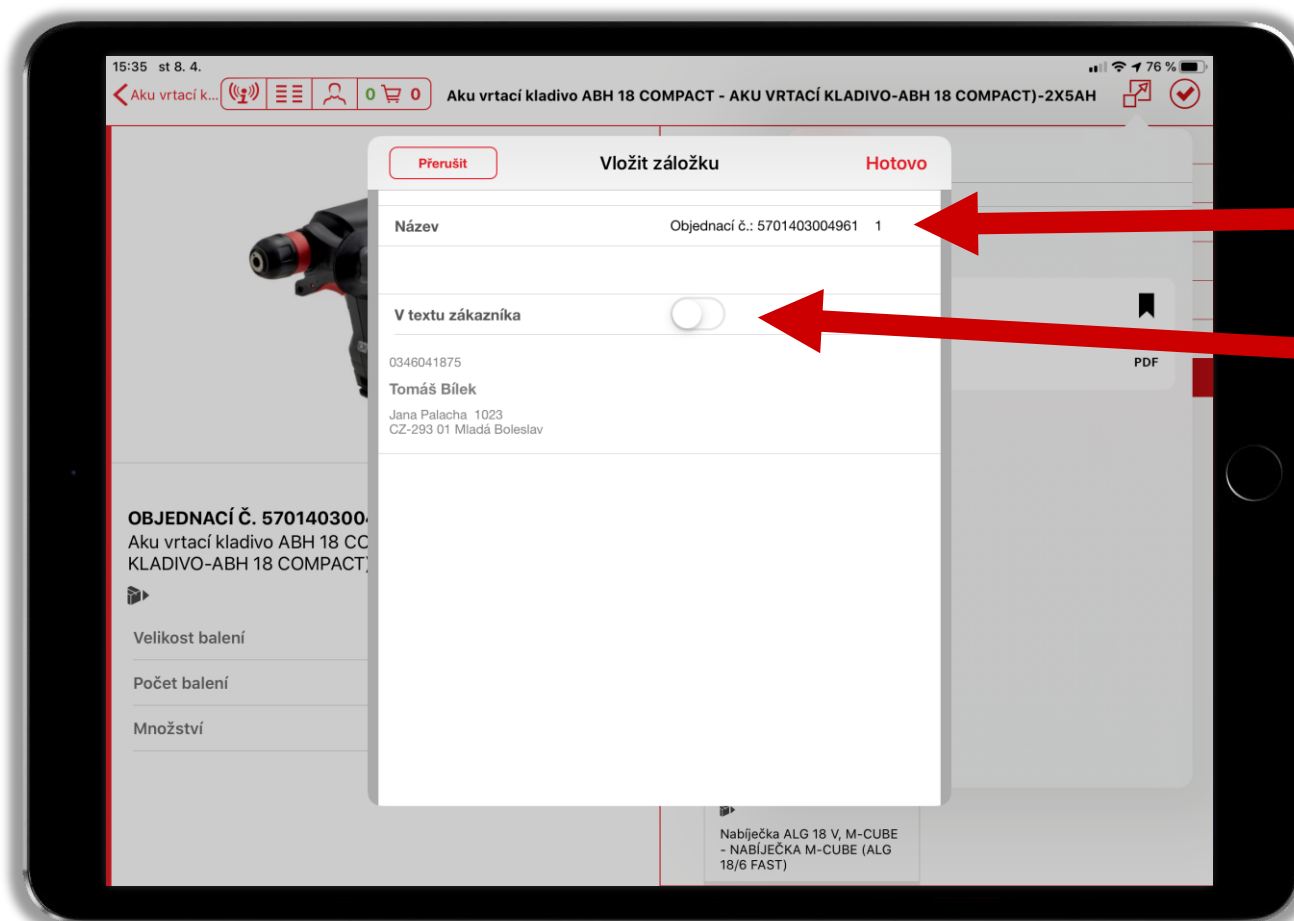 15:35 st 8. 4.
76 %
Aku vrtací k...
0
0
Aku vrtací kladivo ABH 18 COMPACT - AKU VRTACÍ KLADIVO-ABH 18 COMPACT)-2X5AH
Přerušit
Vložit záložku
Hotovo
Název
Objednací č.: 5701403004961 1
V textu zákazníka
0346041875
Tomáš Bílek
Jana Palacha 1023
CZ-293 01 Mladá Boleslav
PDF
OBJEDNACÍ Č. 570140300
Aku vrtací kladivo ABH 18 CO
KLADIVO-ABH 18 COMPACT)
Velikost balení
Počet balení
Množství
Nabíječka ALG 18 V, M-CUBE
- NABÍJEČKA M-CUBE (ALG
18/6 FAST)